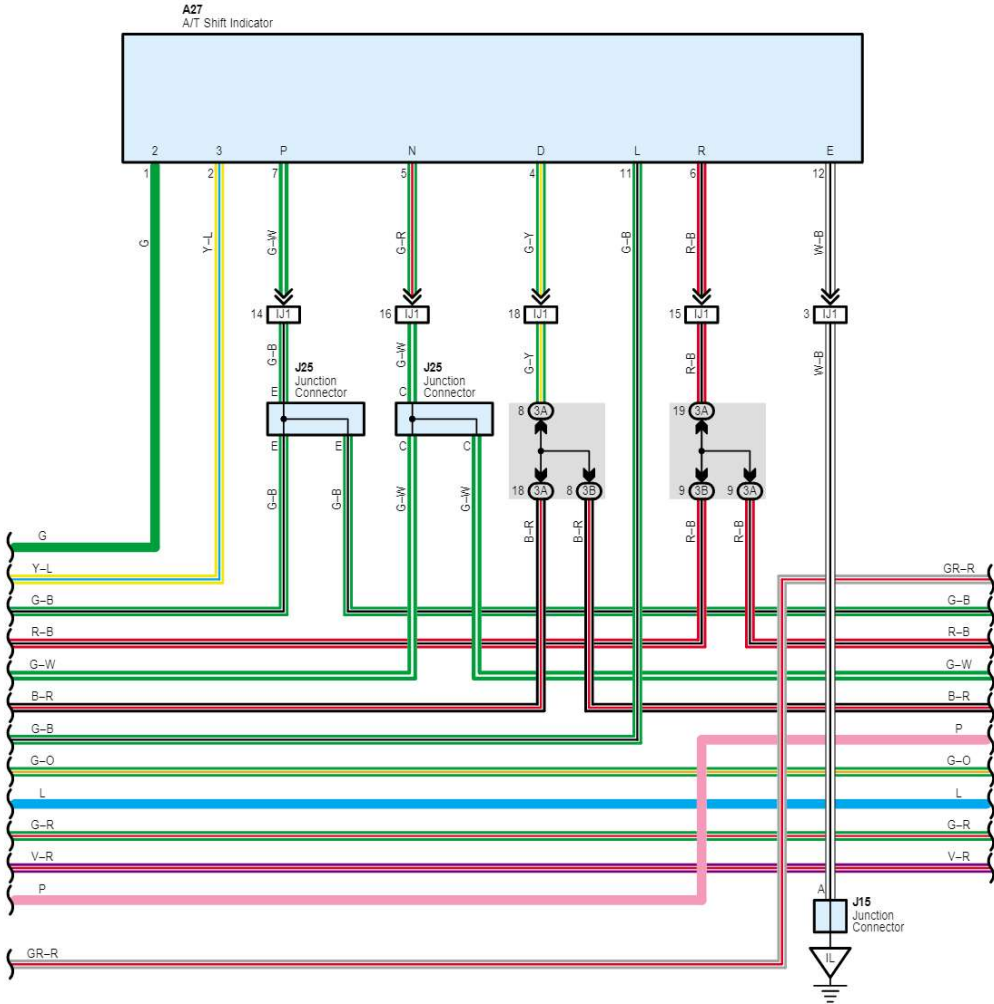 A27
A/T Shift Indicator
2 3 P N D L R E
1 2 7 5 4 11 6 12
G Y–L G–W G–R G–Y G–B R–B W–B
14 IJ1 16 IJ1 18 IJ1 15 IJ1 3 IJ1
G–B G–W G–Y R–B W–B
J25 J25
Junction Junction
Connector Connector
E C
8 3A 19 3A
E E C C
18 3A 8 3B 9 3B 9 3A
G–B G–B G–W G–W B–R B–R R–B R–B
G
Y–L GR–R
G–B G–B
R–B R–B
G–W G–W
B–R B–R
G–B P
G–O G–O
L L
G–R G–R
V–R V–R
P
A
J15
Junction
Connector
GR–R
IL